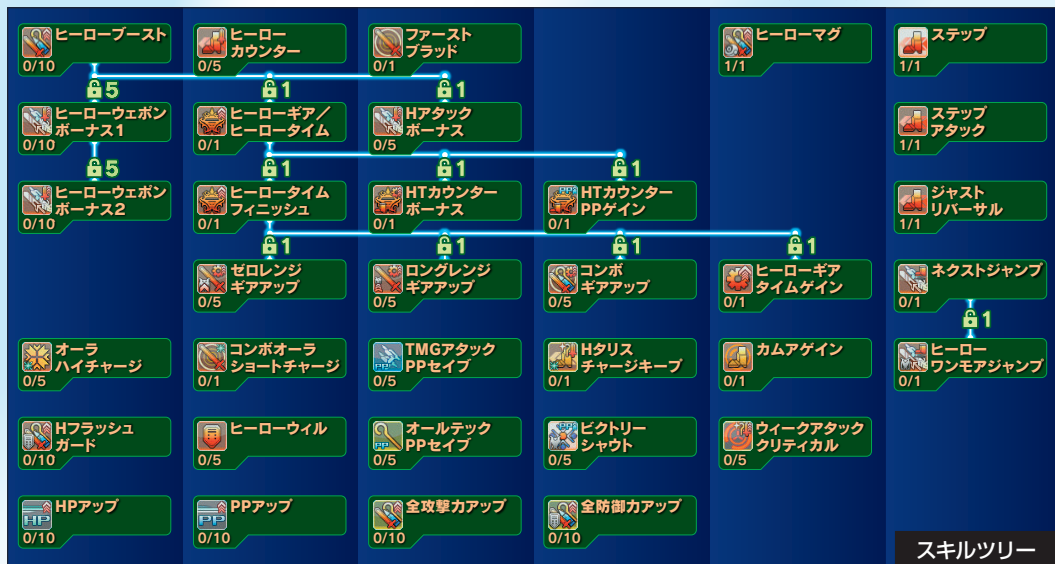 ヒーローブースト
0/10
ヒーロー
カウンター
0/5
ファースト
ブラッド
0/1
ヒーローマグ
1/1
ステップ
1/1
5
1
1
ヒーローウェポン
ボーナス1
0/10
ヒーローギア／
ヒーロータイム
0/1
Hアタック
ボーナス
0/5
ステップ
アタック
1/1
5
1
1
1
ヒーローウェポン
ボーナス2
0/10
ヒーロータイム
フィニッシュ
0/1
HTカウンター
ボーナス
0/1
HTカウンター
PPゲイン
0/1
ジャスト
リバーサル
1/1
1
1
1
1
ゼロレンジ
ギアアップ
0/5
ロングレンジ
ギアアップ
0/5
コンボ
ギアアップ
0/5
ヒーローギア
タイムゲイン
0/1
ネクストジャンプ
0/1
1
オーラ
ハイチャージ
0/5
コンボオーラ
ショートチャージ
0/1
TMGアタック
PPセイブ
0/5
Hタリス
チャージキープ
0/1
カムアゲイン
0/1
ヒーロー
ワンモアジャンプ
0/1
Hフラッシュ
ガード
0/10
ヒーローウィル
0/5
オールテック
PPセイブ
0/5
ビクトリー
シャウト
0/5
ウィークアタック
クリティカル
0/5
HPアップ
0/10
PPアップ
0/10
全攻撃力アップ
0/10
全防御力アップ
0/10
スキルツリー